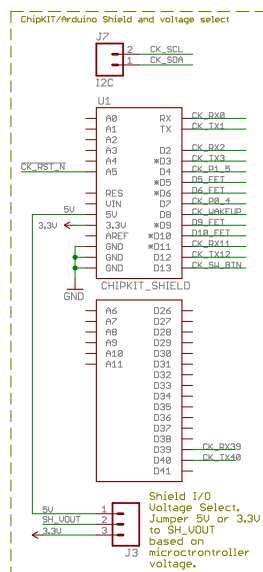 ChipKIT/Arduino Shield and voltage select
J7
2 CK_SCL
1 CK_SDA
I2C
U1
A0 RX CK_RX0
A1 TX CK_TX1
A2
A3 D2 CK_RX2
A4 *D3 CK_TX3
CK_RST_N A5 D4 CK_P1_5
*D5 D5_FET
RES *D6 D6_FET
VIN D7 CK_P0_4
5V 5V D8 CK_WAKEUP
3.3V 3.3V *D9 D9_FET
AREF *D10 D10_FET
GND *D11 CK_RX11
GND D12 CK_TX12
GND D13 CK_SW_BTN
GND CHIPKIT_SHIELD
A6 D26
A7 D27
A8 D28
A9 D29
A10 D30
A11 D31
D32
D33
D34
D35
D36
D37
D38
D39 CK_RX39
D40 CK_TX40
D41
5V 1
SH_VOUT 2
3.3V 3
J3
Shield I/O
Voltage Select.
Jumper 5V or 3.3V
to SH_VOUT
based on
microctrontroller
voltage.